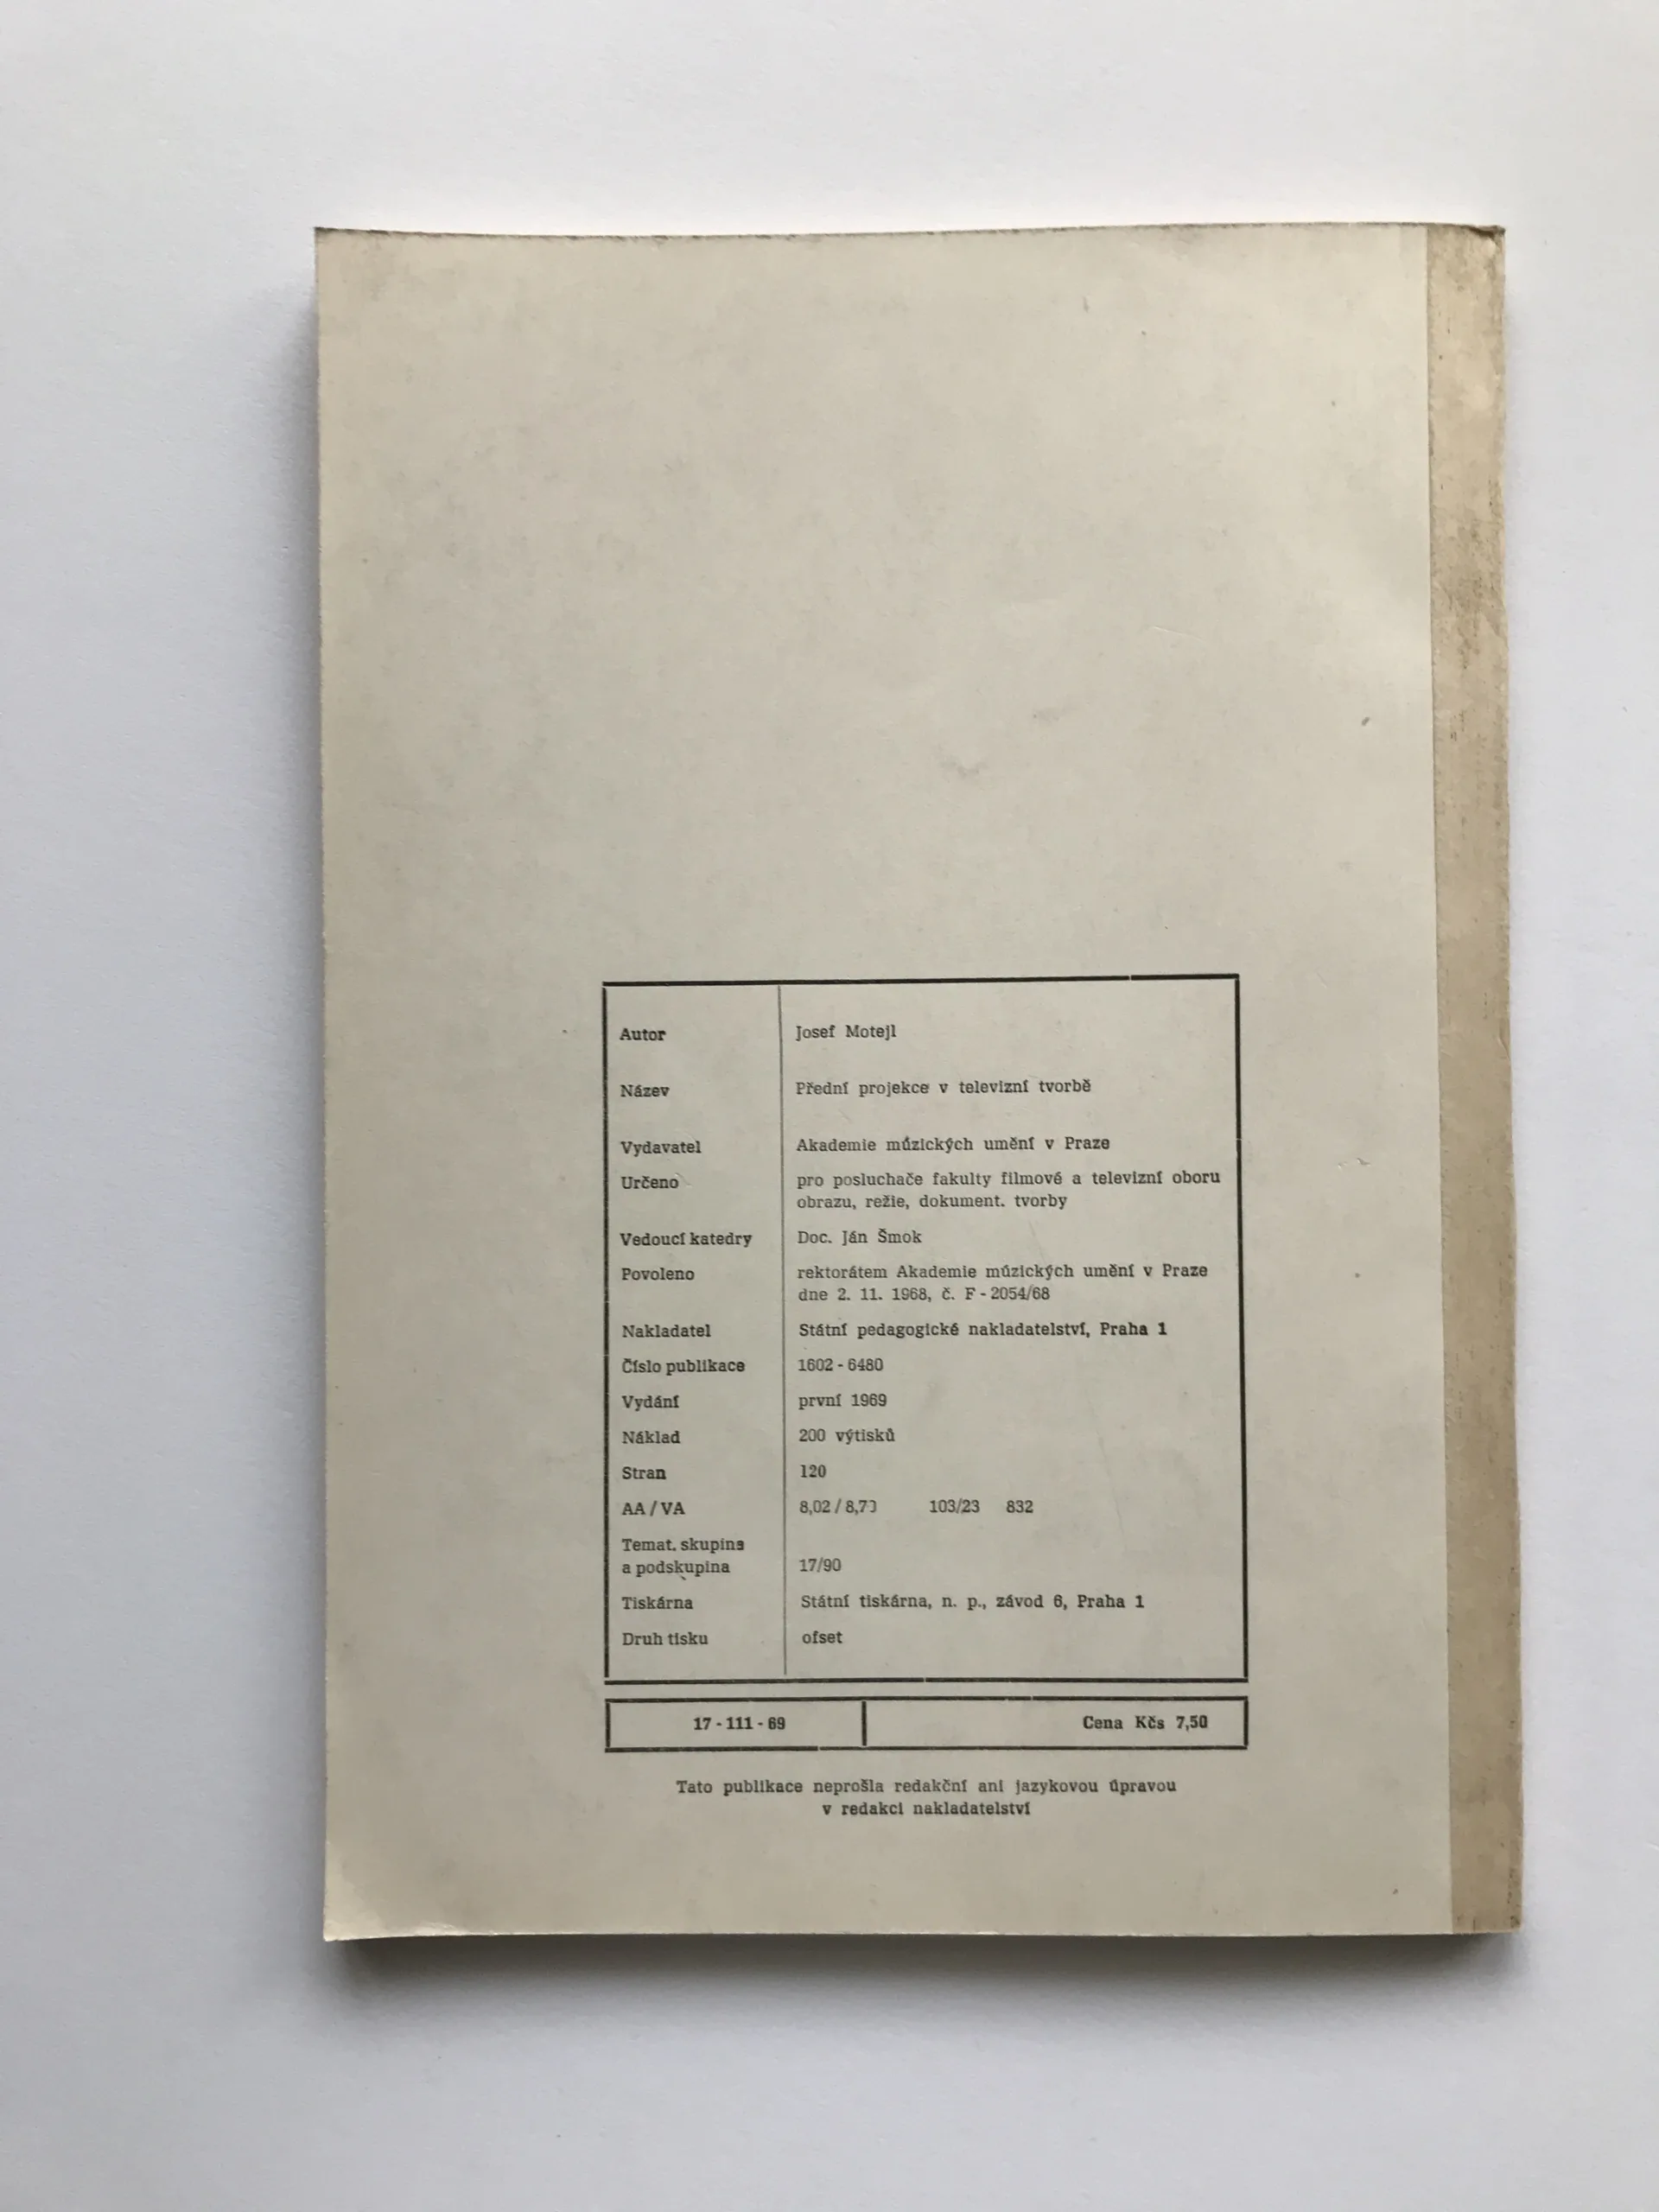 Autor Josef Motejl
Název Přední projekce v televizní tvorbě
Vydavatel Akademie múzických umění v Praze
Určeno pro posluchače fakulty filmové a televizní oboru
obrazu, režie, dokument. tvorby
Vedoucí katedry Doc. Ján Šmok
Povoleno rektorátem Akademie múzických umění v Praze
dne 2. 11. 1968, č. F - 2054/68
Nakladatel Státní pedagogické nakladatelství, Praha 1
Číslo publikace 1602 - 6480
Vydání první 1969
Náklad 200 výtisků
Stran 120
AA / VA 8,02 / 103/23 832
Temat. skupina
a podskupina 17/90
Tiskárna Státní tiskárna, n. p., závod 6, Praha 1
Druh tisku ofset
17 - 111 - 69 Cena Kčs 7,50
Tato publikace neprošla redakční ani jazykovou úpravou
v redakci nakladatelství